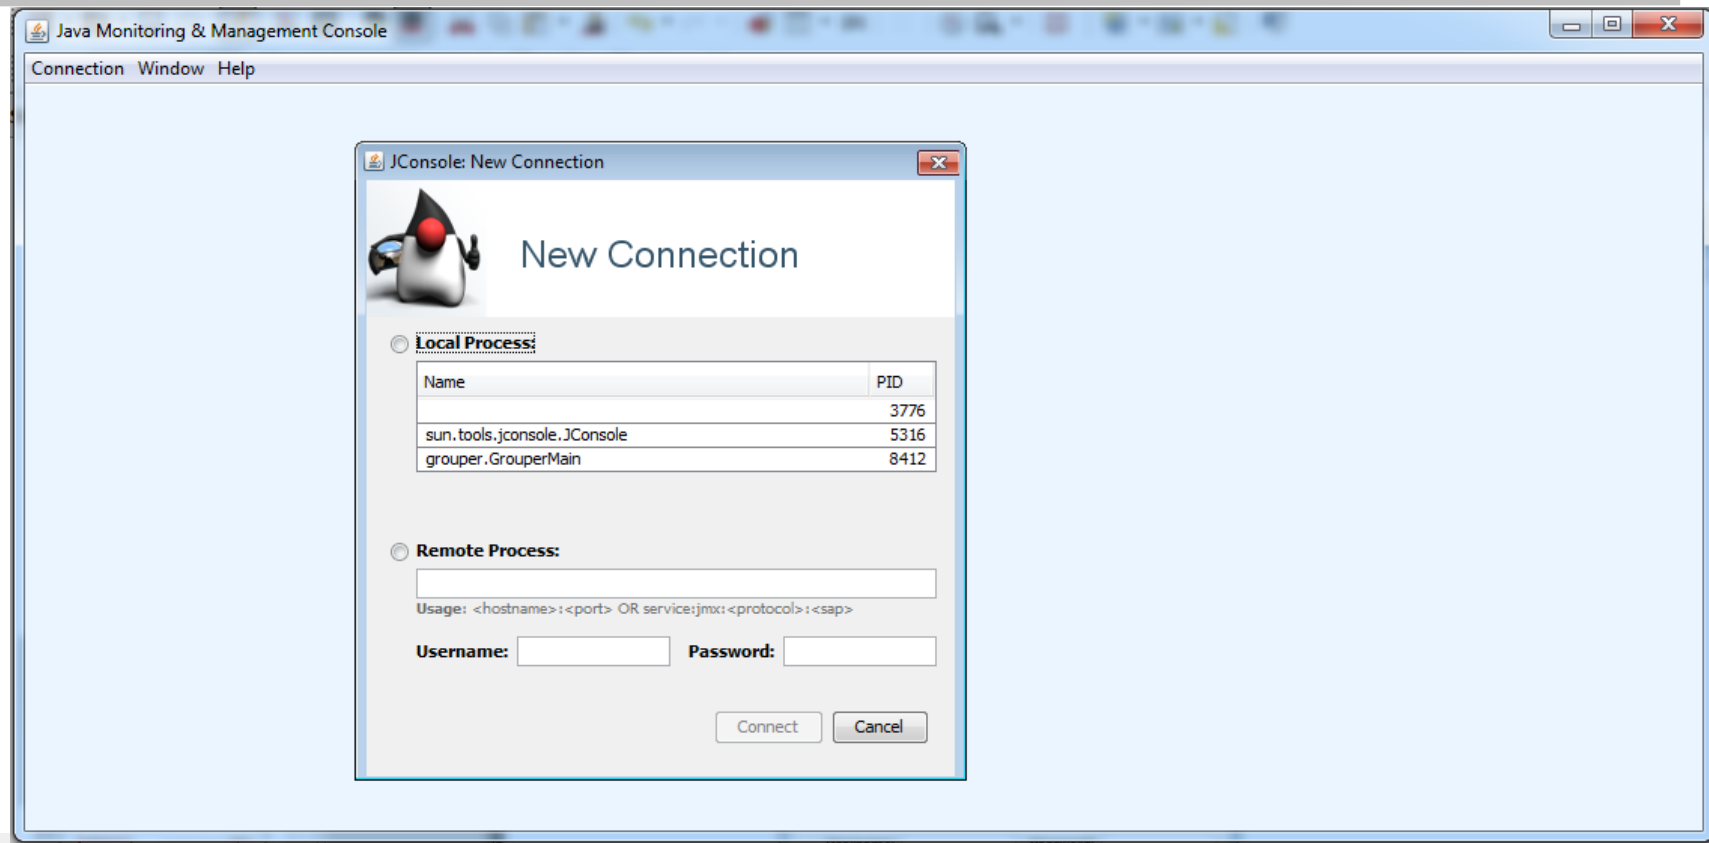 Java Monitoring & Management Console
Connection Window Help
JConsole: New Connection
New Connection
Local Process:
Name PID
3776
sun.tools.jconsole.JConsole 5316
grouper.GrouperMain 8412
Remote Process:
Usage: <hostname>:<port> OR service:jmx:<protocol>:<sap>
Username: Password:
Connect Cancel